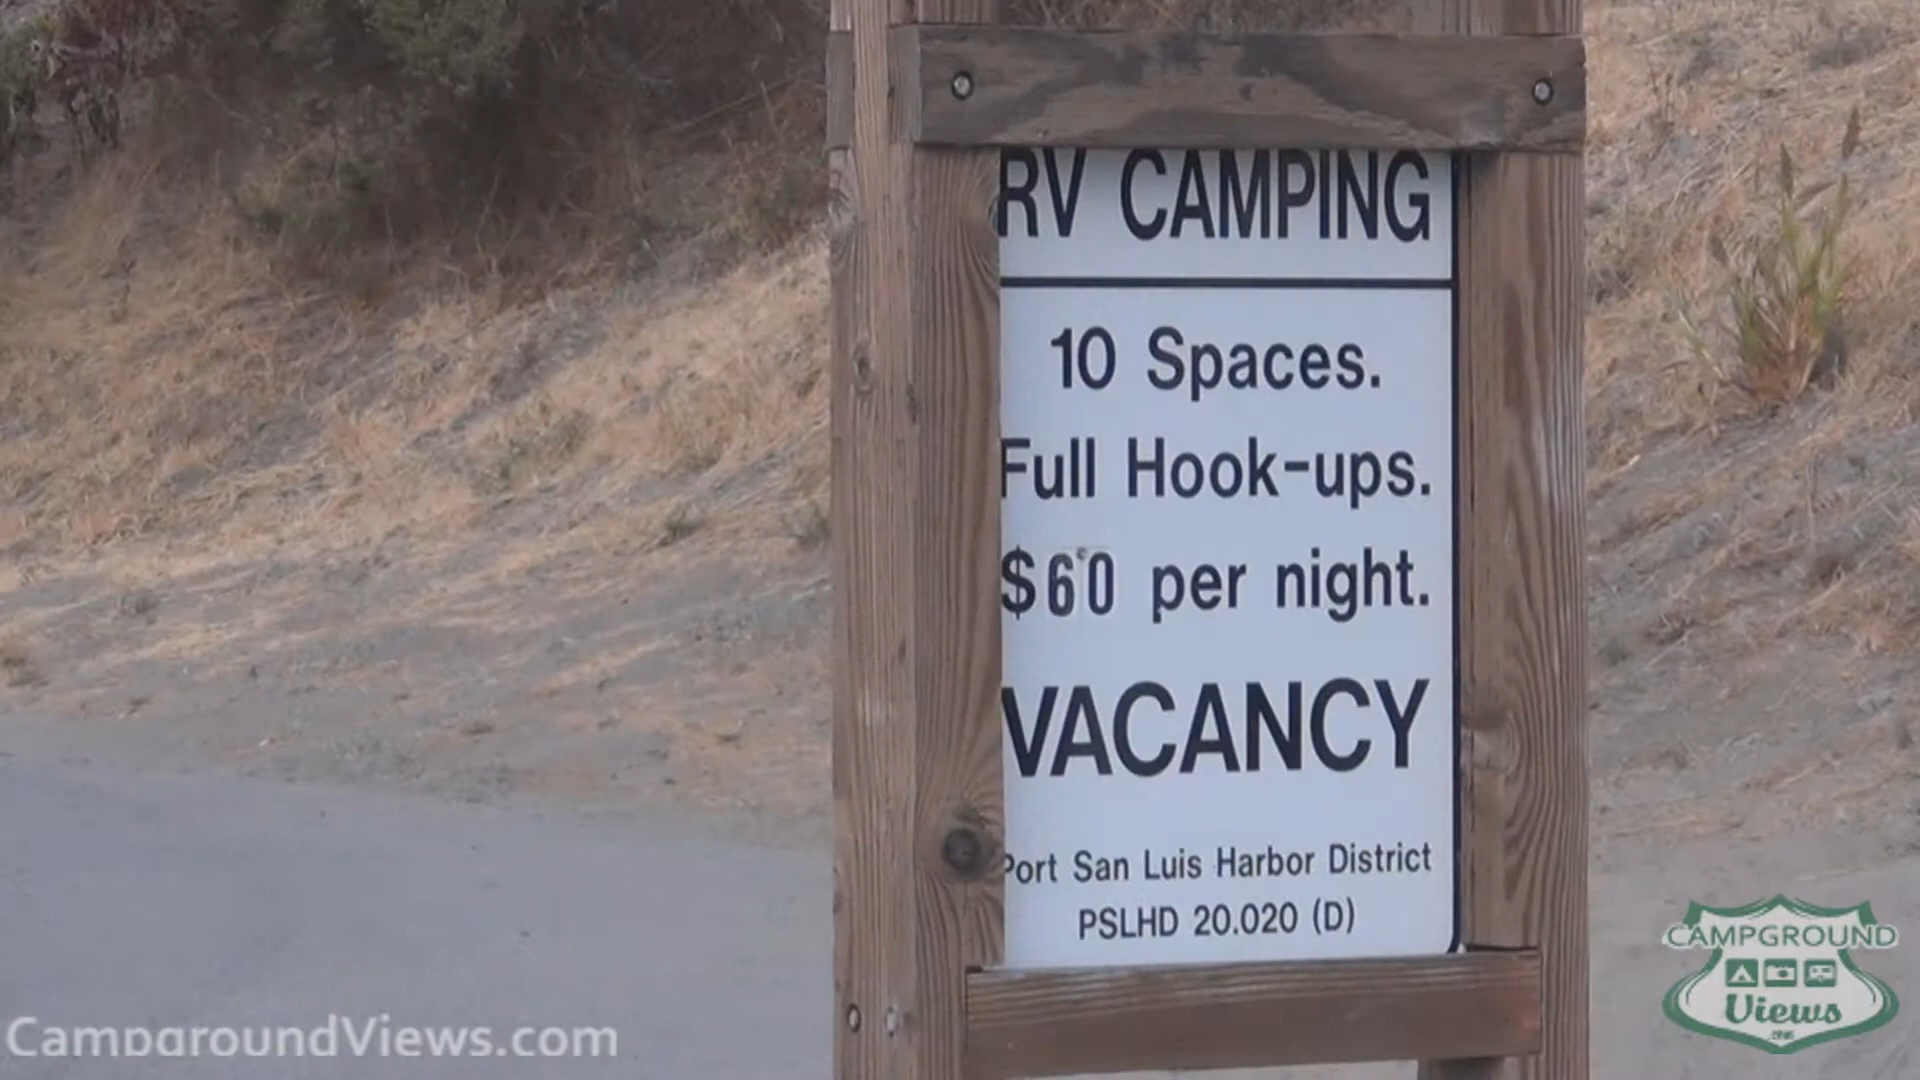 RV CAMPING
10 Spaces.
Full Hook-ups.
$60 per night.
VACANCY
Port San Luis Harbor District
PSLHD 20.020 (D)
CampgroundViews.com
CAMPGROUND
Views